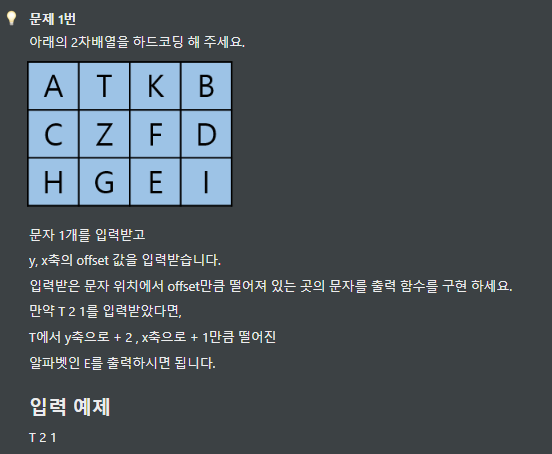 문제 1번
아래의 2차배열을 하드코딩 해 주세요.
A T K B
C Z F D
H G E I
문자 1개를 입력받고
y, x축의 offset 값을 입력받습니다.
입력받은 문자 위치에서 offset만큼 떨어져 있는 곳의 문자를 출력 함수를 구현 하세요.
만약 T 2 1를 입력받았다면,
T에서 y축으로 + 2 , x축으로 + 1만큼 떨어진
알파벳인 E를 출력하시면 됩니다.
입력 예제
T 2 1